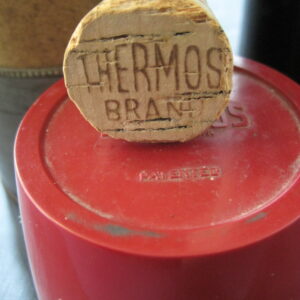 THERMOS
BRAND
PATENTED